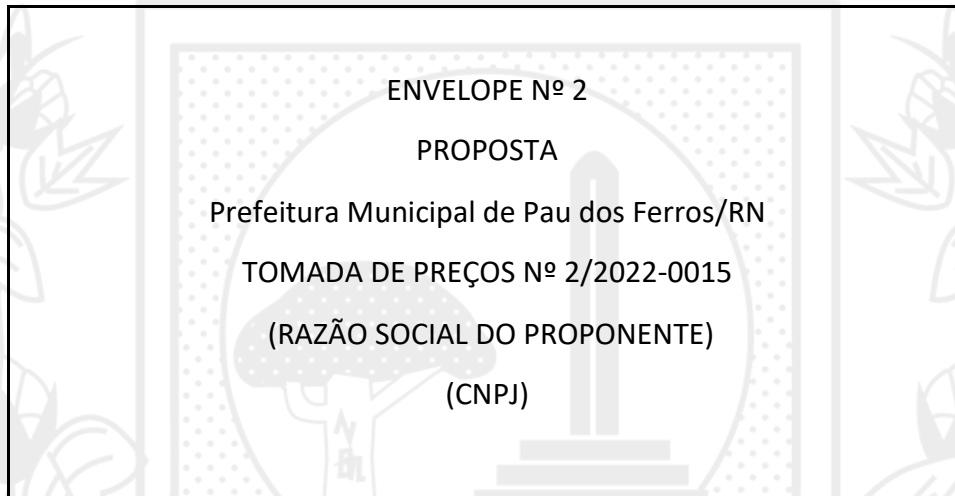 ENVELOPE Nº 2
PROPOSTA
Prefeitura Municipal de Pau dos Ferros/RN
TOMADA DE PREÇOS Nº 2/2022-0015
(RAZÃO SOCIAL DO PROPONENTE)
(CNPJ)